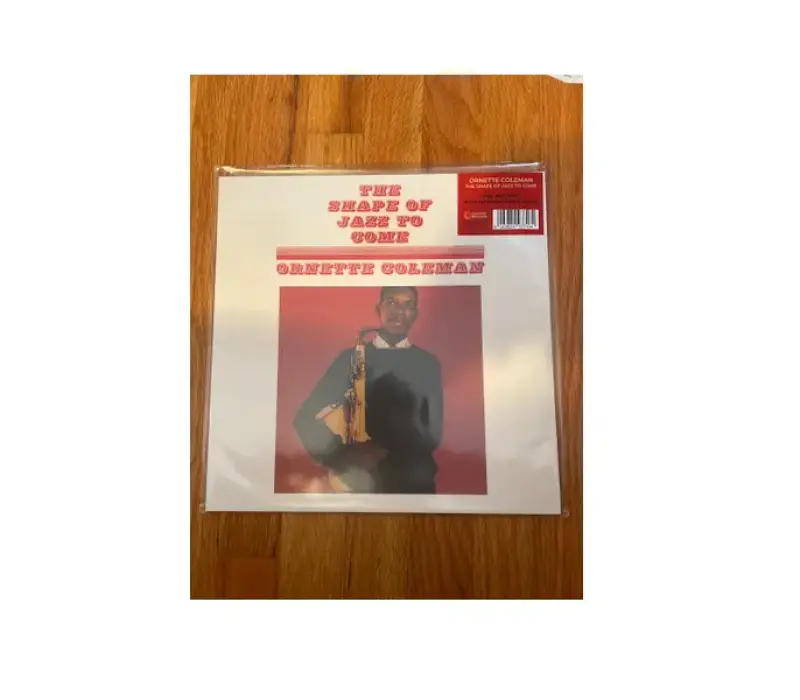 THE
SHAPE OF
JAZZ TO
COME
ORNETTE COLEMAN
ORNETTE COLEMAN
THE SHAPE OF JAZZ TO COME